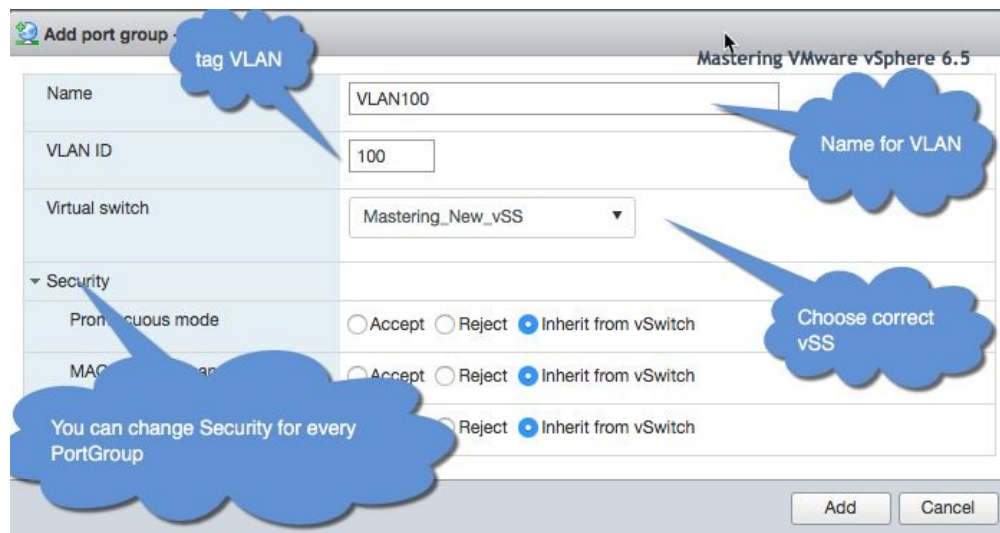 Add port group -
tag VLAN
Mastering VMware vSphere 6.5
Name
VLAN100
Name for VLAN
VLAN ID
100
Virtual switch
Mastering_New_vSS
Choose correct
vSS
Security
mode
Accept Reject Inherit from vSwitch
MAC
Accept Reject Inherit from vSwitch
Reject Inherit from vSwitch
You can change Security for every
PortGroup
Add Cancel